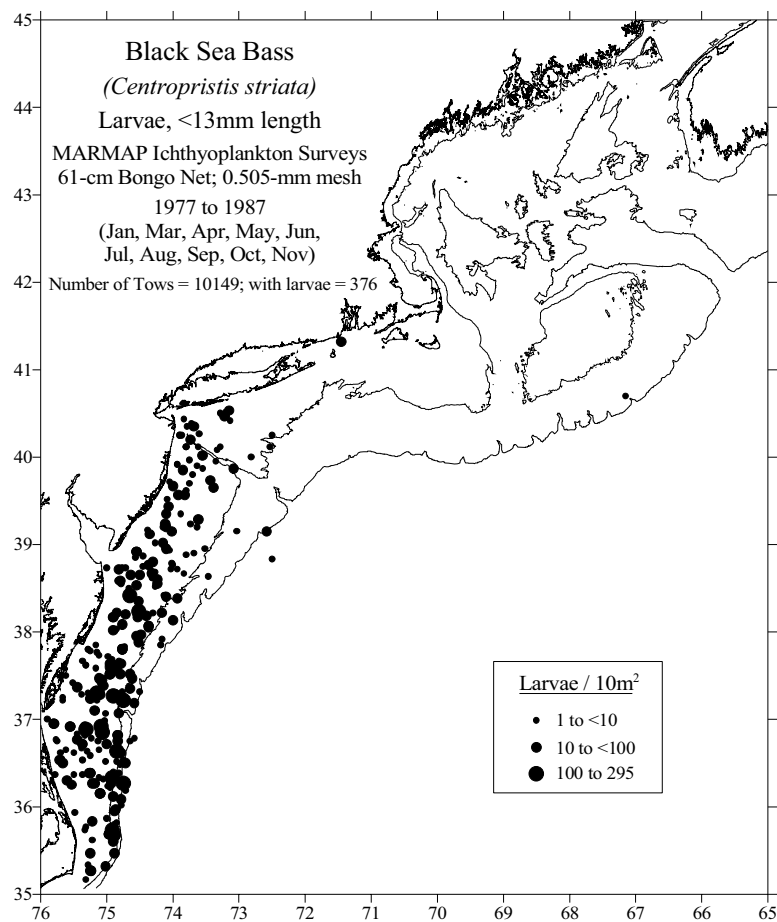 Black Sea Bass
(Centropristis striata)
Larvae, <13mm length
MARMAP Ichthyoplankton Surveys
61-cm Bongo Net; 0.505-mm mesh
1977 to 1987
(Jan, Mar, Apr, May, Jun,
Jul, Aug, Sep, Oct, Nov)
Number of Tows = 10149; with larvae = 376
45
44
43
42
41
40
39
38
37
36
35
Larvae / 10m²
1 to <10
10 to <100
100 to 295
76 75 74 73 72 71 70 69 68 67 66 65